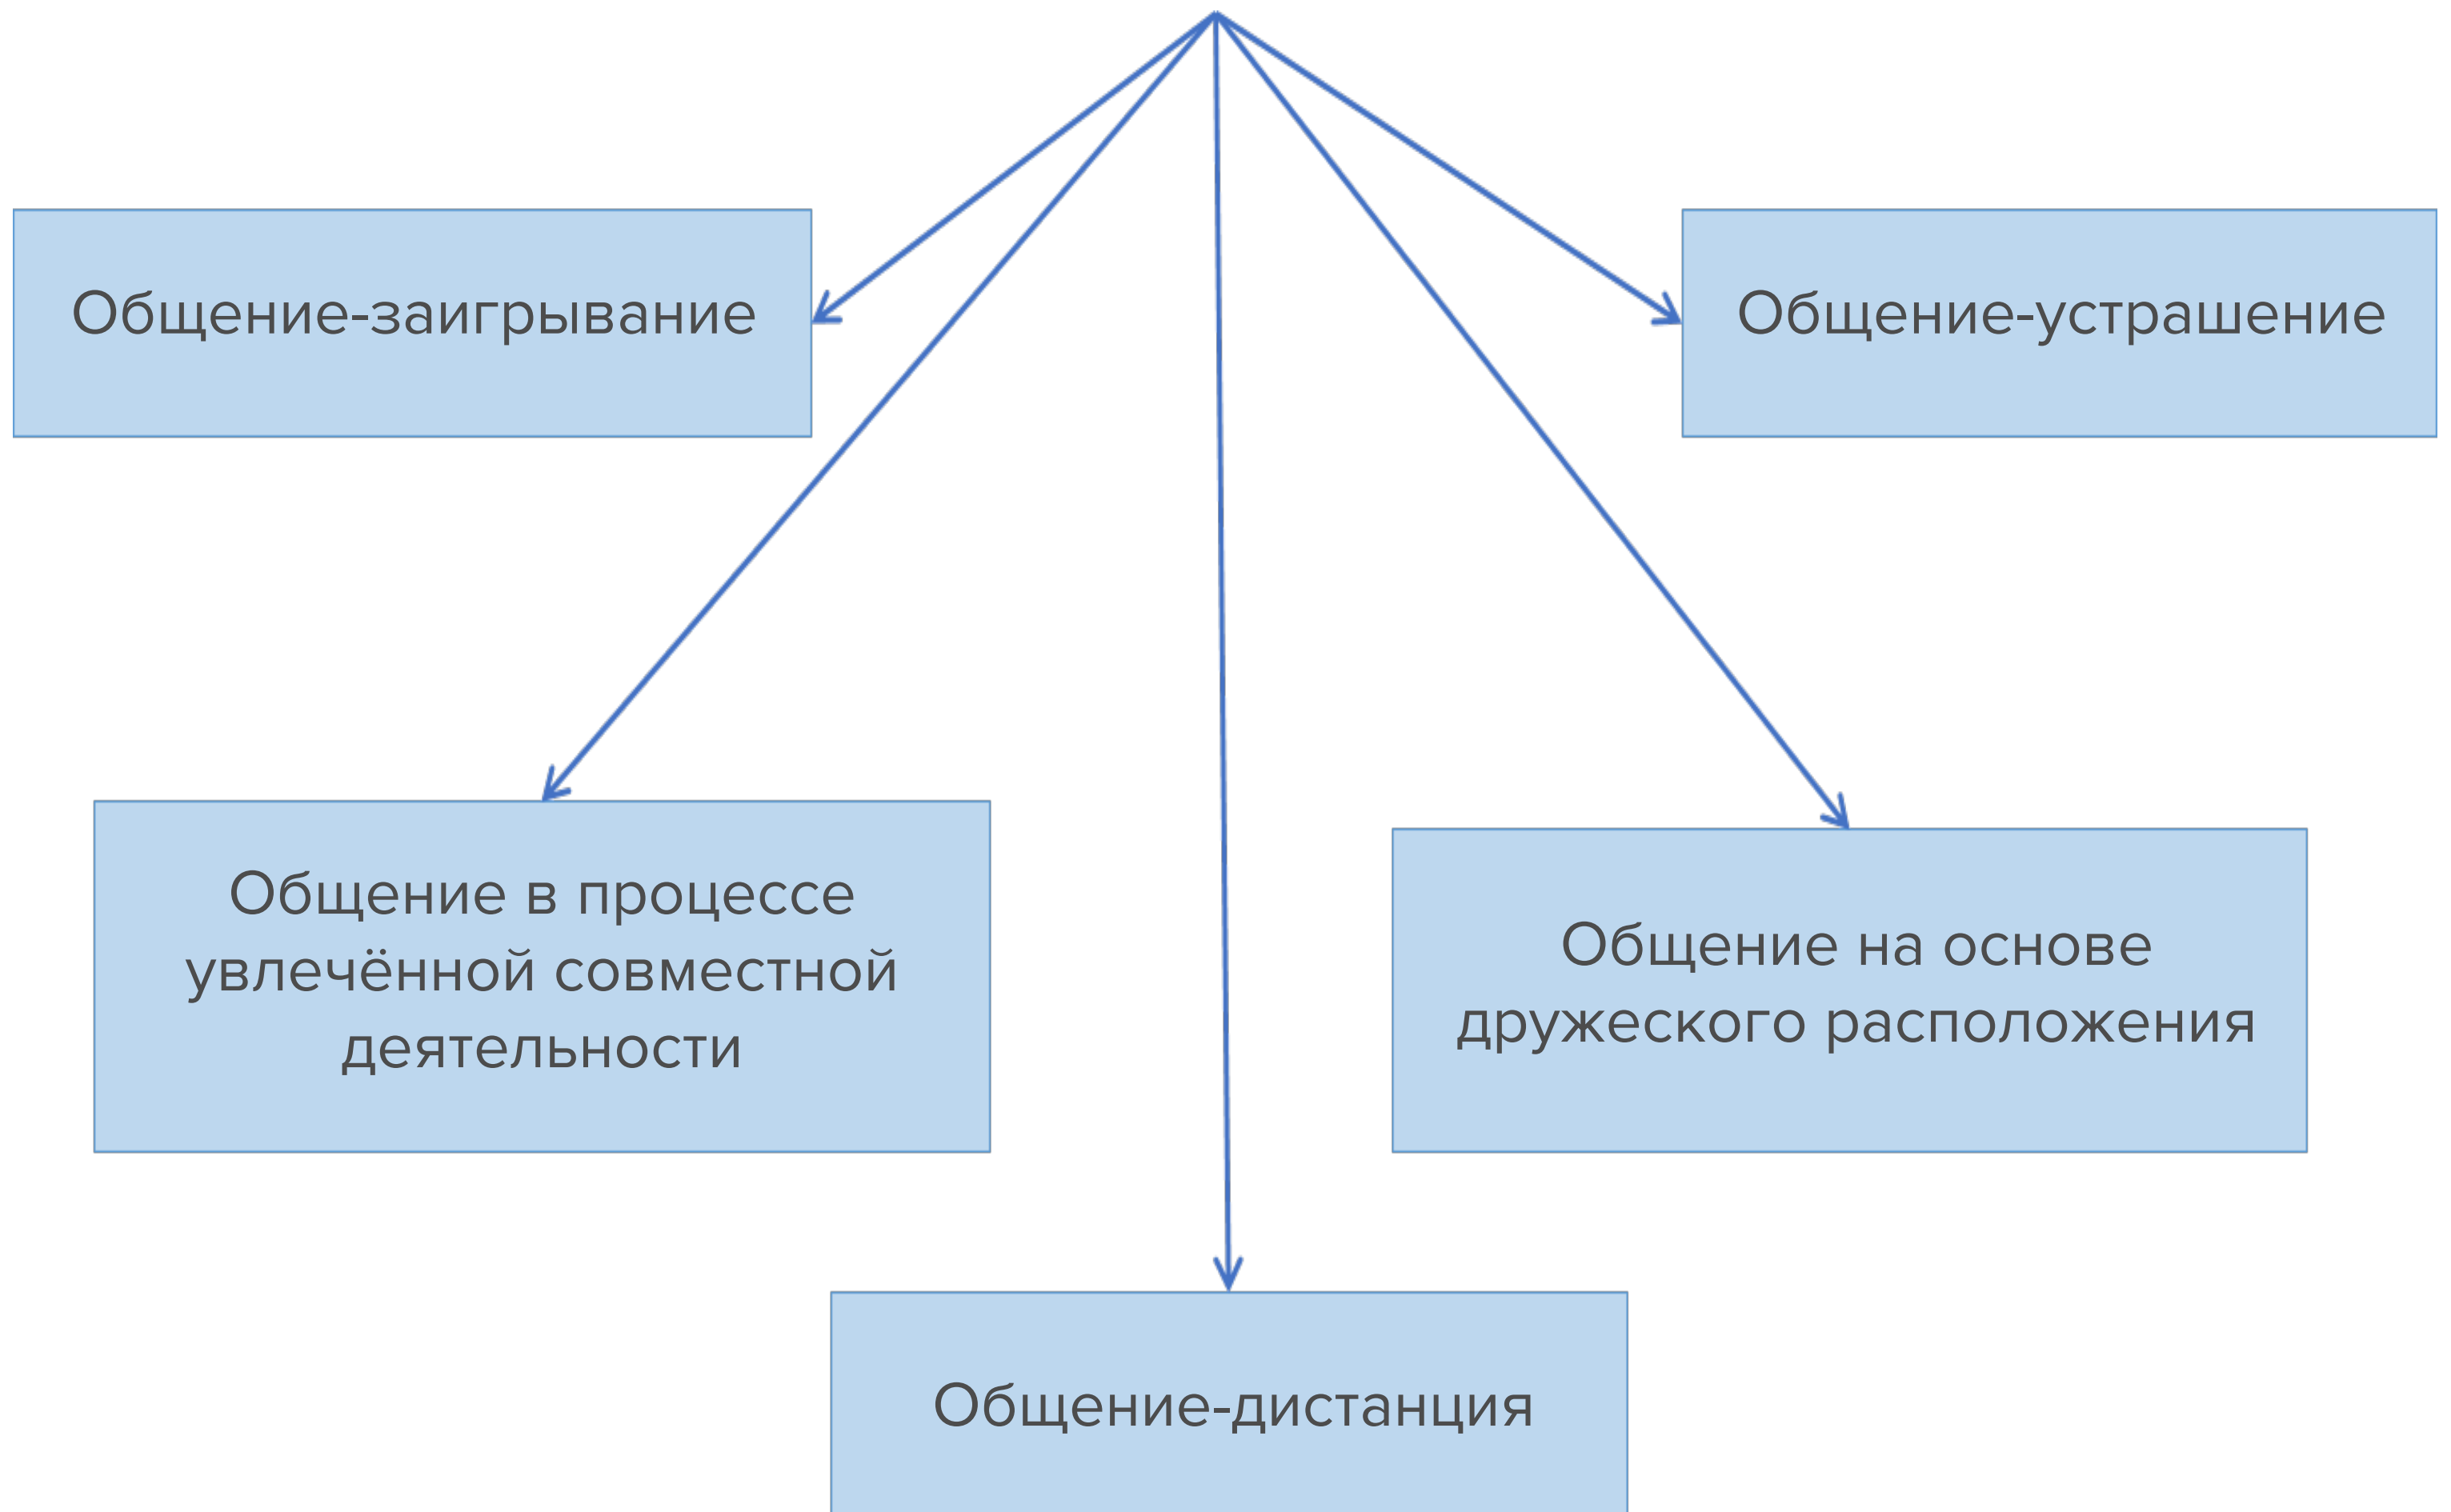 Общение-заигрывание
Общение-устрашение
Общение в процессе
увлечённой совместной
деятельности
Общение на основе
дружеского расположения
Общение-дистанция